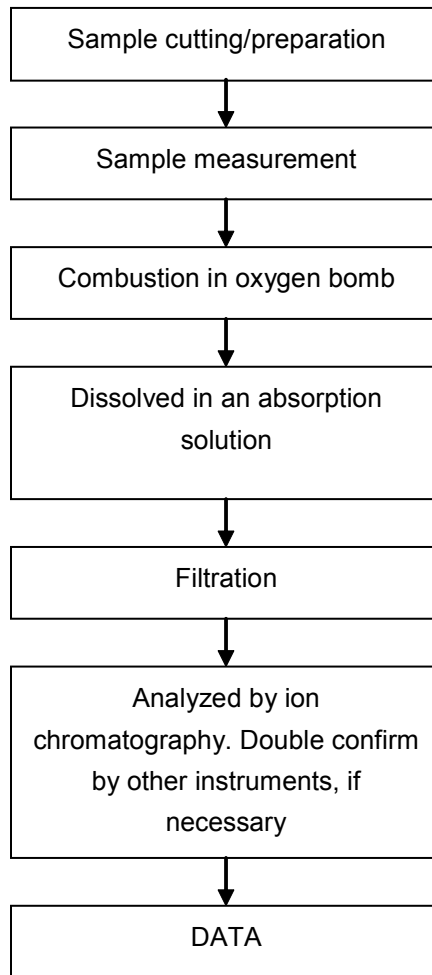 Sample cutting/preparation
Sample measurement
Combustion in oxygen bomb
Dissolved in an absorption
solution
Filtration
Analyzed by ion
chromatography. Double confirm
by other instruments, if
necessary
DATA